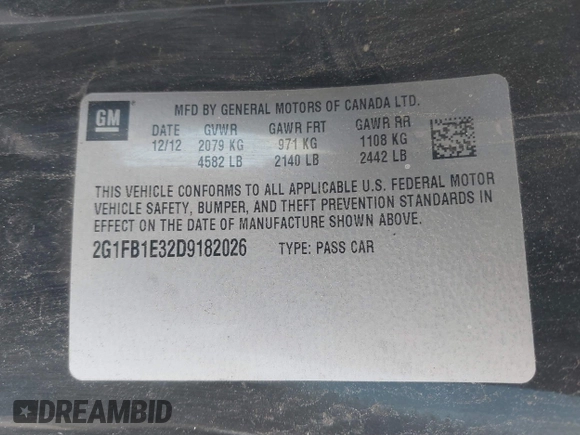 GM
MFD BY GENERAL MOTORS OF CANADA LTD.
DATE GVWR GAWR FRT GAWR RR
12/12 2079 KG 971 KG 1108 KG
4582 LB 2140 LB 2442 LB
THIS VEHICLE CONFORMS TO ALL APPLICABLE U.S. FEDERAL MOTOR
VEHICLE SAFETY, BUMPER, AND THEFT PREVENTION STANDARDS IN
EFFECT ON THE DATE OF MANUFACTURE SHOWN ABOVE.
2G1FB1E32D9182026 TYPE: PASS CAR
DREAMBID